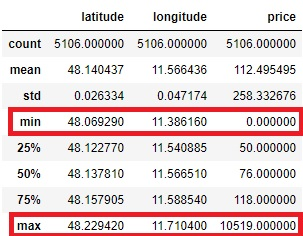 latitude longitude price
count 5106.000000 5106.000000 5106.000000
mean 48.140437 11.566436 112.495495
std 0.026334 0.047174 258.332676
min 48.069290 11.386160 0.000000
25% 48.122770 11.540885 50.000000
50% 48.137810 11.566510 76.000000
75% 48.157905 11.588540 118.000000
max 48.229420 11.710400 10519.000000